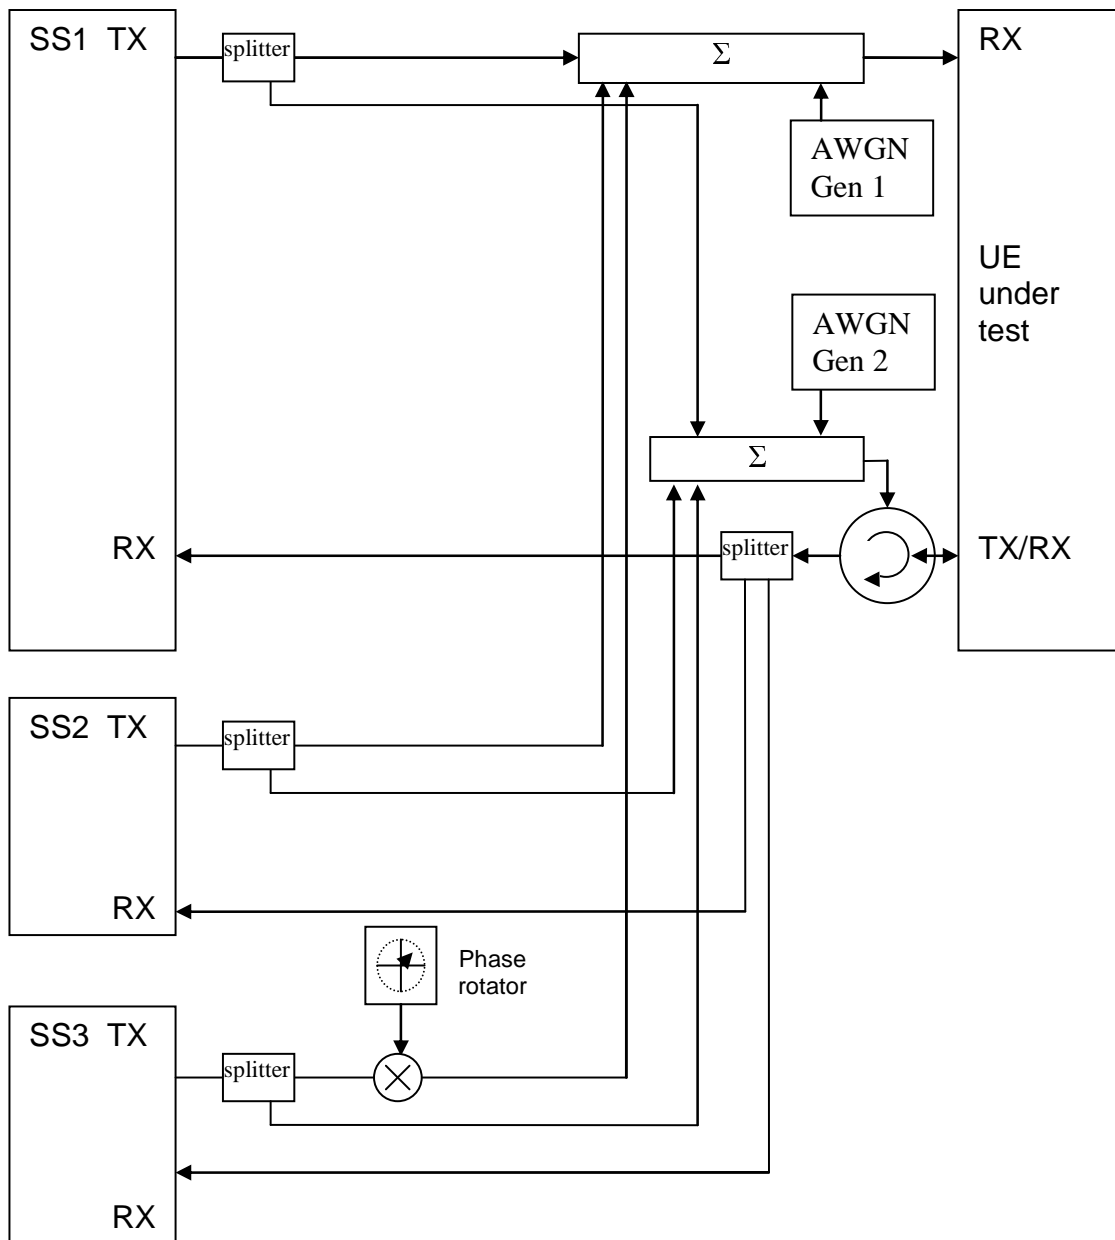 SS1 TX
splitter
Σ
RX
AWGN
Gen 1
UE
under
test
AWGN
Gen 2
Σ
RX
splitter
TX/RX
SS2 TX
splitter
RX
Phase
rotator
SS3 TX
splitter
RX